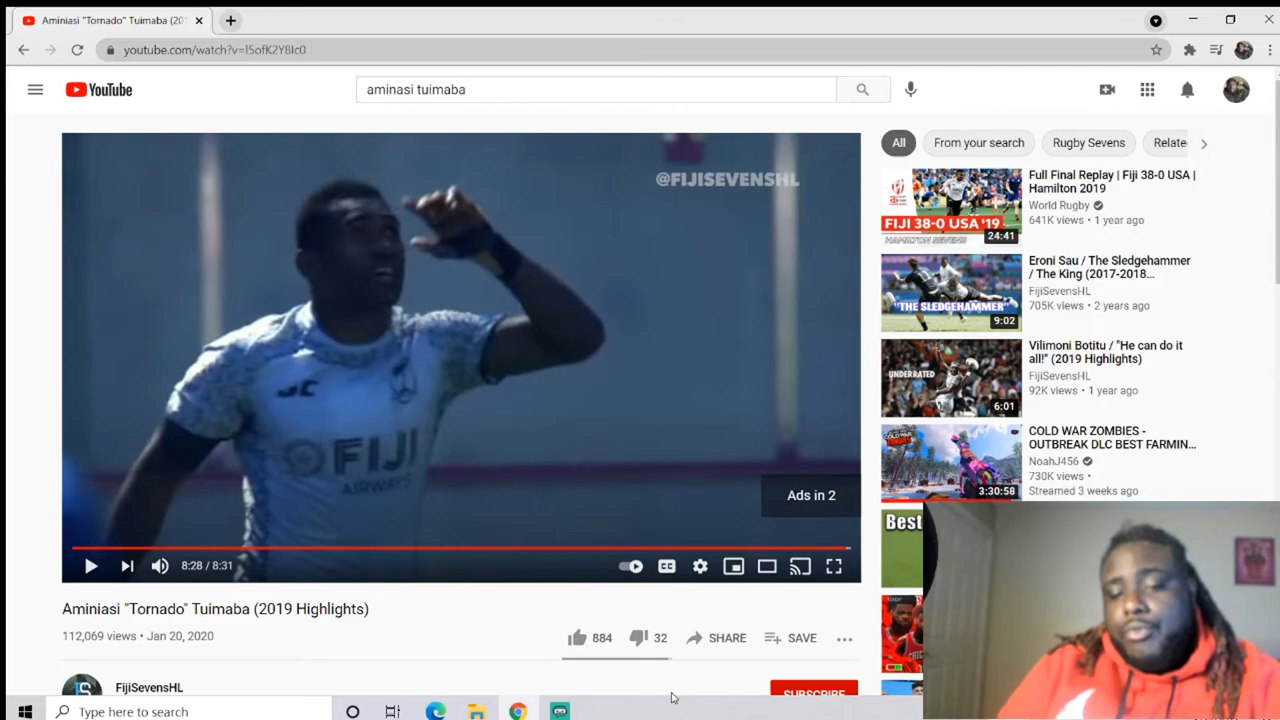 Aminiasi "Tornado" Tuimaba (20
youtube.com/watch?v=l5ofK2Y8Ic0
YouTube
aminasi tuimaba
@FIJISEVENSHL
FIJI
AIRWAYS
Ads in 2
8:28 / 8:31
CC
Aminiasi "Tornado" Tuimaba (2019 Highlights)
112,069 views • Jan 20, 2020
884
32
SHARE
SAVE
FijiSevensHL
SUBSCRIBE
All
From your search
Rugby Sevens
Relate
FIJI 38-0 USA '19
HAMILTON SEVENS
24:41
Full Final Replay | Fiji 38-0 USA |
Hamilton 2019
World Rugby
641K views • 1 year ago
"THE SLEDGEHAMMER"
9:02
Eroni Sau / The Sledgehammer
/ The King (2017-2018...
FijiSevensHL
705K views • 2 years ago
UNDERRATED
6:01
Vilimoni Botitu / "He can do it
all!" (2019 Highlights)
FijiSevensHL
92K views • 1 year ago
3:30:58
COLD WAR ZOMBIES -
OUTBREAK DLC BEST FARMIN...
NoahJ456
730K views •
Streamed 3 weeks ago
Best
Type here to search